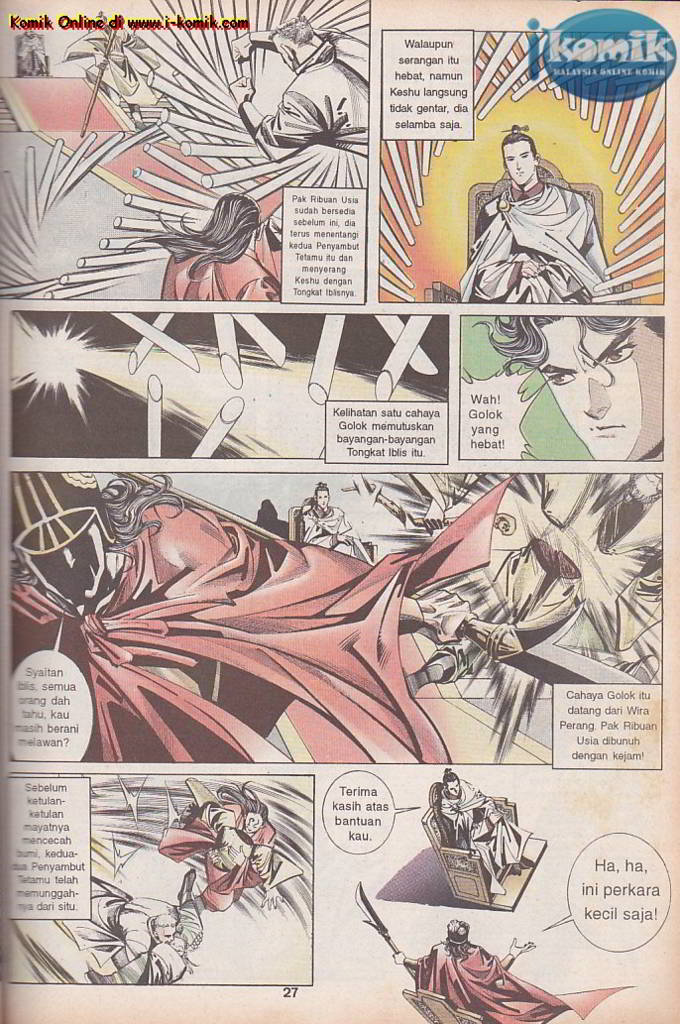 Komik Online di www.i-komik.com
ikomik
MALAYSIA ONLINE KOMIK
Pak Ribuan Usia
sudah bersedia
sebelum ini, dia
terus menentangi
kedua Penyambut
Tetamu itu dan
menyerang
Keshu dengan
Tongkat Iblisnya.
Walaupun
serangan itu
hebat, namun
Keshu langsung
tidak gentar, dia
selamba saja.
Kelihatan satu cahaya
Golok memutuskan
bayangan-bayangan
Tongkat Iblis itu.
Wah!
Golok
yang
hebat!
Syaitan
Iblis, semua
orang dah
tahu, kau
masih berani
melawan?
Cahaya Golok itu
datang dari Wira
Perang. Pak Ribuan
Usia dibunuh
dengan kejam!
Sebelum
ketulan-
ketulan
mayatnya
mencecah
bumi, kedua-
dua Penyambut
Tetamu telah
memunggah-
nya dari situ.
Terima
kasih atas
bantuan
kau.
Ha, ha,
ini perkara
kecil saja!
27